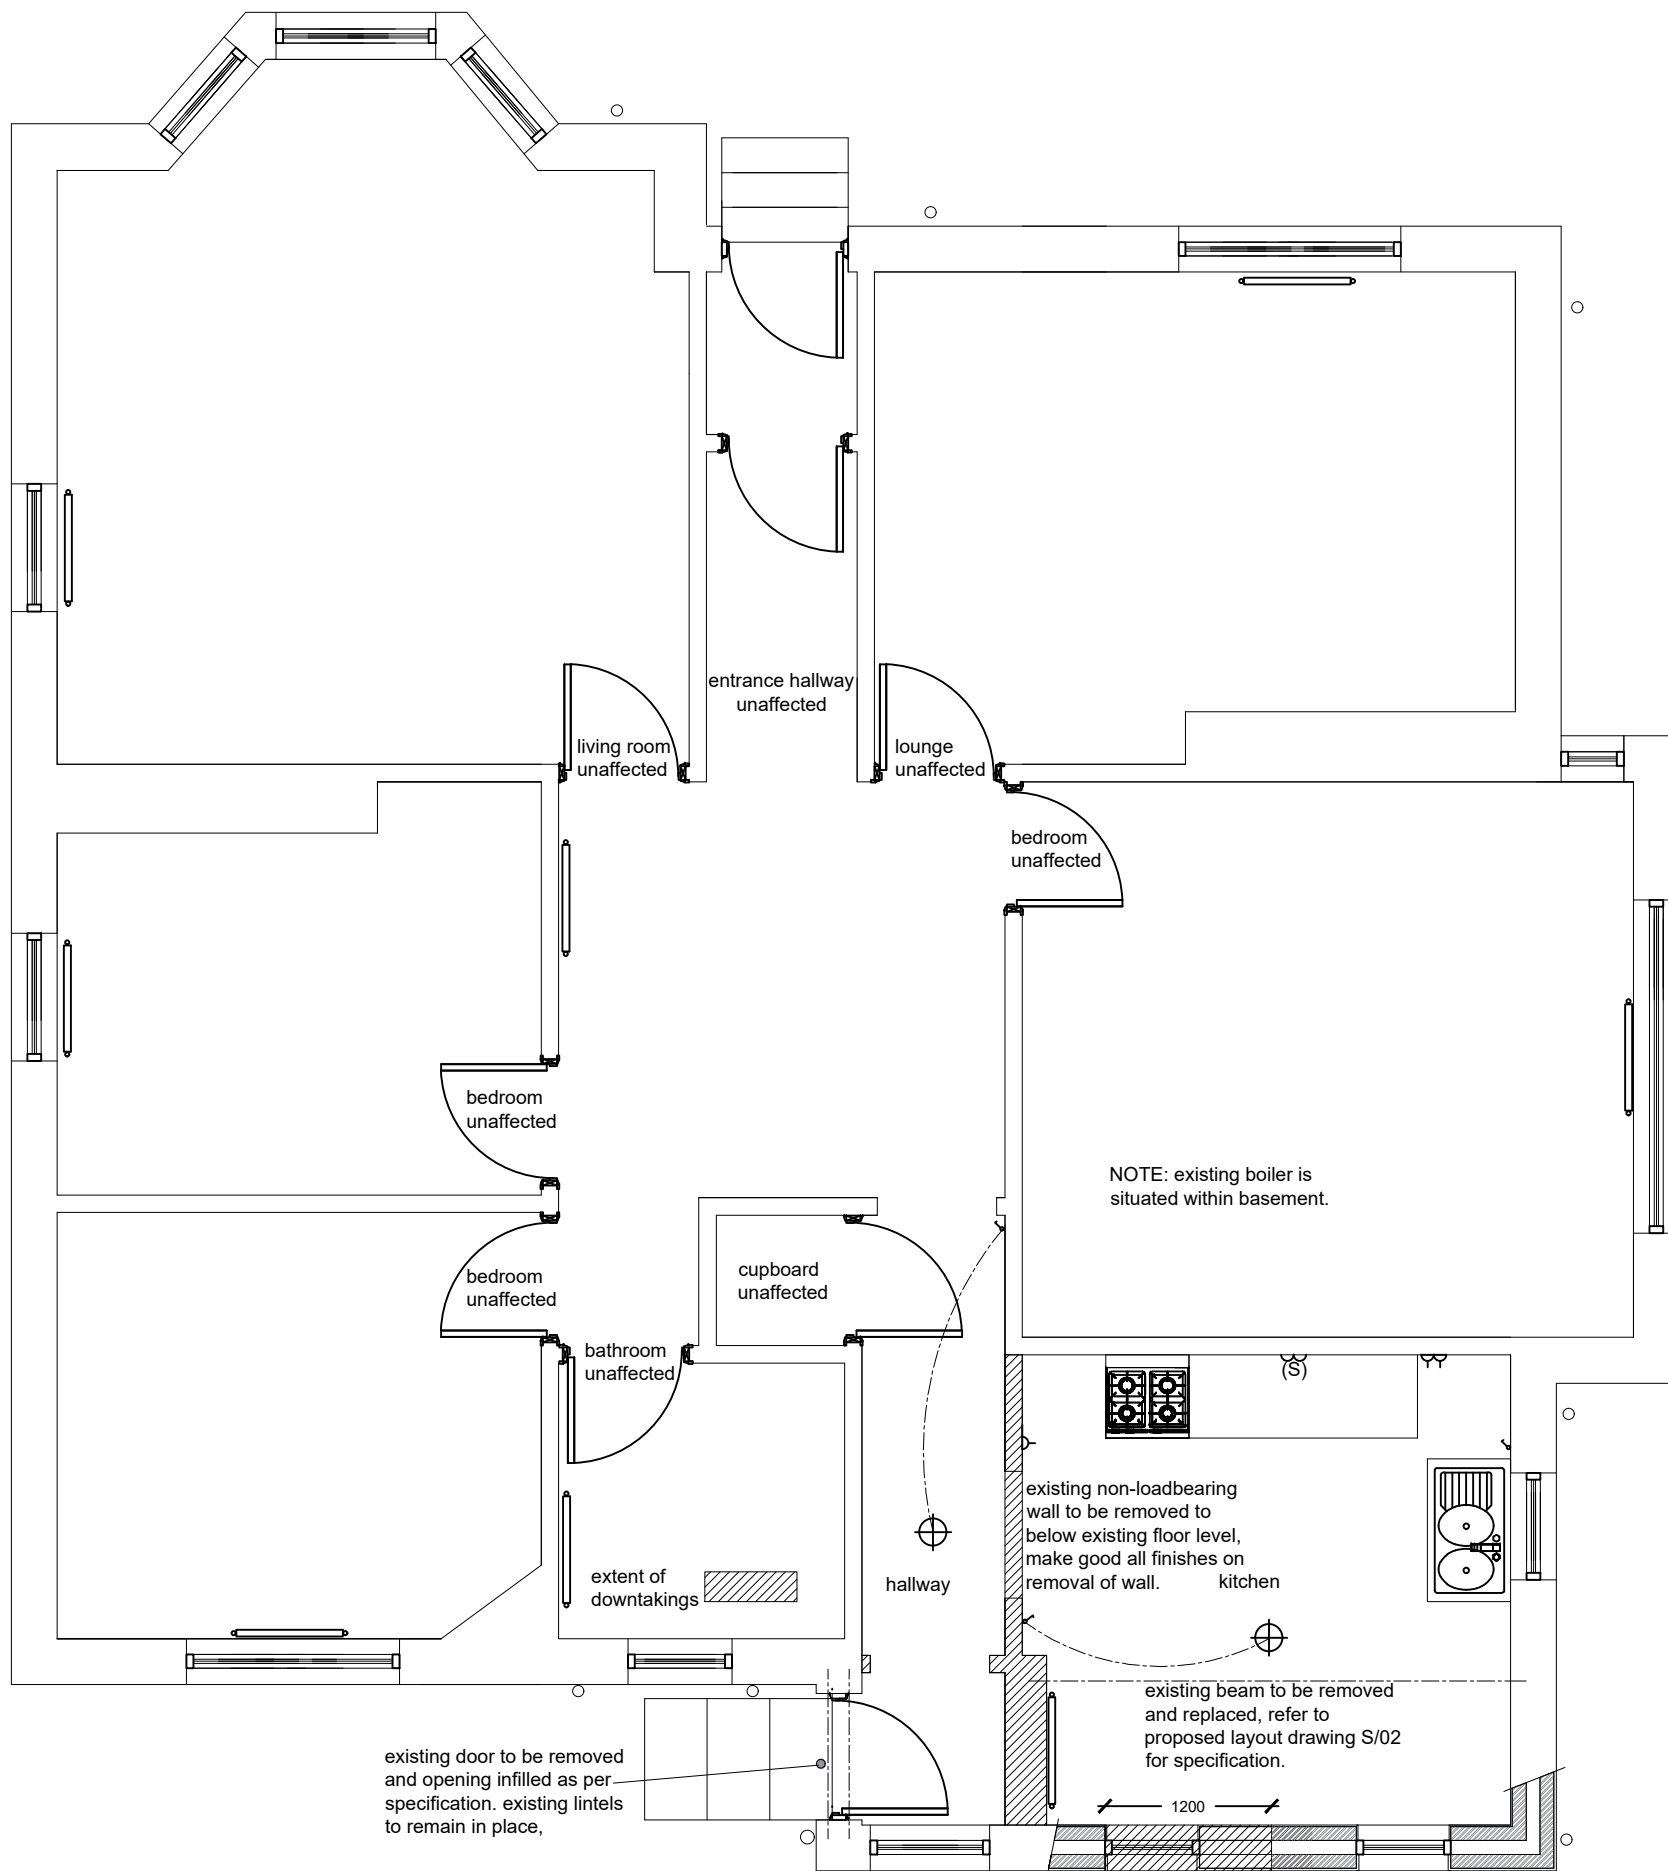 entrance hallway
unaffected
living room
unaffected
lounge
unaffected
bedroom
unaffected
bedroom
unaffected
NOTE: existing boiler is
situated within basement.
bedroom
unaffected
cupboard
unaffected
bathroom
unaffected
(S)
existing non-loadbearing
wall to be removed to
below existing floor level,
make good all finishes on
removal of wall.
kitchen
extent of
downtakings
hallway
existing beam to be removed
and replaced, refer to
proposed layout drawing S/02
for specification.
existing door to be removed
and opening infilled as per
specification. existing lintels
to remain in place,
1200